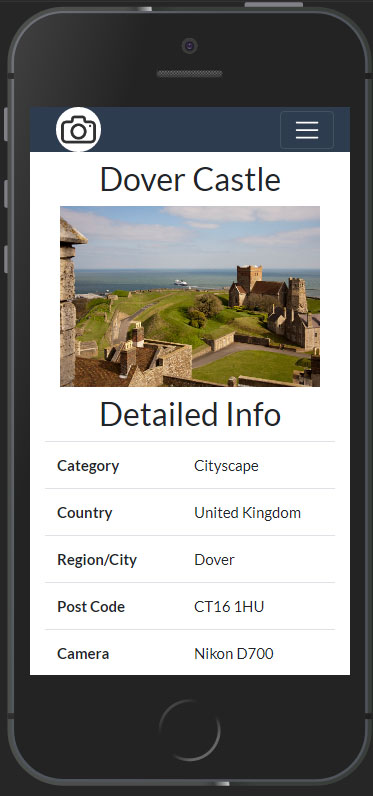 Dover Castle
Detailed Info
Category Cityscape
Country United Kingdom
Region/City Dover
Post Code CT16 1HU
Camera Nikon D700